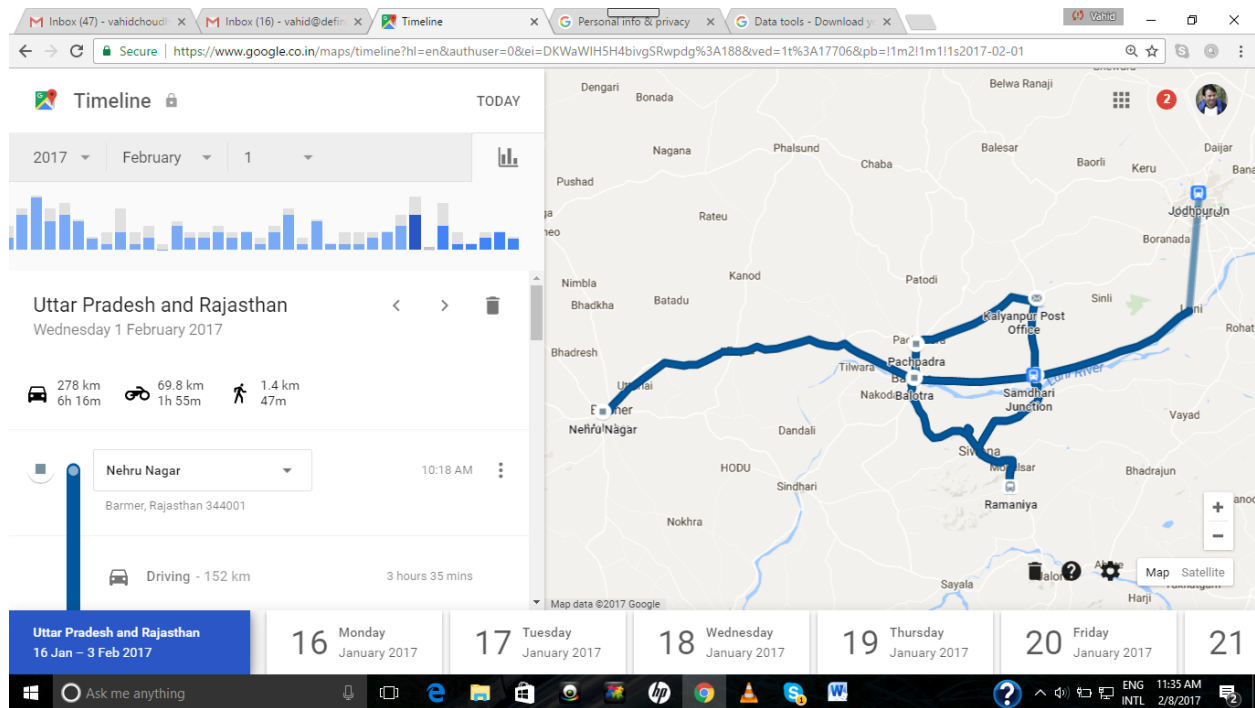 Inbox (47) - vahidchoudh
Inbox (16) - vahid@defin
Timeline
Personal info & privacy
Data tools - Download y
Vahid
Secure | https://www.google.co.in/maps/timeline?hl=en&authuser=0&ei=DKWaWIH5H4bivgSRwpdg%3A188&ved=1t%3A17706&pb=!1m2!1m1!1s2017-02-01
Timeline
TODAY
2017
February
1
Uttar Pradesh and Rajasthan
Wednesday 1 February 2017
278 km
6h 16m
69.8 km
1h 55m
1.4 km
47m
Nehru Nagar
10:18 AM
Barmer, Rajasthan 344001
Driving - 152 km
3 hours 35 mins
Dengari
Bonada
Belwa Ranaji
2
Nagana
Phalsund
Chaba
Balesar
Baorli
Keru
Daijar
Bana
Pushad
Rateu
Jodhpur Jn
Boranada
Nimbla
Kanod
Patodi
Bhadkha
Batadu
Sinli
Kalyanpur Post
Office
Rohat
Bhadresh
Pachpadra
Tilwara
Luni River
Nakoda
Balotra
Samdhari
Junction
Nehru Nagar
Dandali
Vayad
HODU
Bhadrajun
Sindhari
Ramaniya
Nokhra
Sayala
Harji
Map
Satellite
Map data ©2017 Google
Uttar Pradesh and Rajasthan
16 Jan – 3 Feb 2017
16 Monday
January 2017
17 Tuesday
January 2017
18 Wednesday
January 2017
19 Thursday
January 2017
20 Friday
January 2017
21
Ask me anything
ENG
INTL
11:35 AM
2/8/2017
2